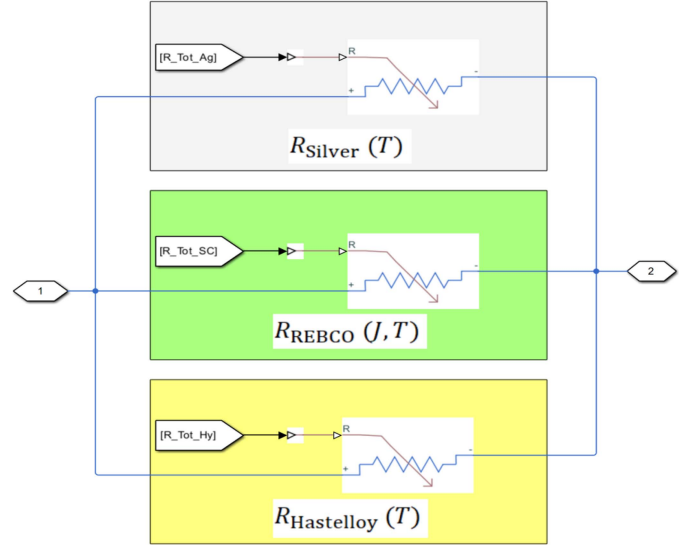 [R_Tot_Ag]
R
+
-
R_Silver (T)
[R_Tot_SC]
R
+
-
1
2
R_REBCO (J, T)
[R_Tot_Hy]
R
+
-
R_Hastelloy (T)